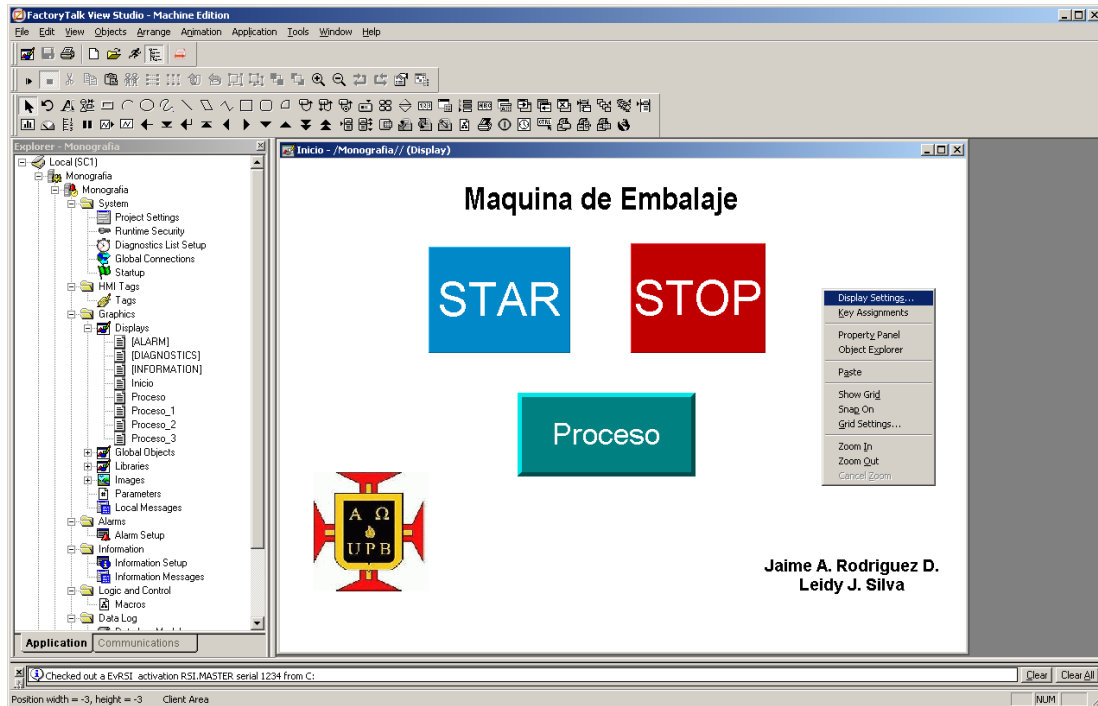 FactoryTalk View Studio - Machine Edition
File Edit View Objects Arrange Animation Application Tools Window Help
Explorer - Monografia
Local (SC1)
Monografia
Monografia
System
Project Settings
Runtime Security
Diagnostics List Setup
Global Connections
Startup
HMI Tags
Tags
Graphics
Displays
[ALARM]
[DIAGNOSTICS]
[INFORMATION]
Inicio
Proceso
Proceso_1
Proceso_2
Proceso_3
Global Objects
Libraries
Images
Parameters
Local Messages
Alarms
Alarm Setup
Information
Information Setup
Information Messages
Logic and Control
Macros
Data Log
Application Communications
Inicio - /Monografia// (Display)
Maquina de Embalaje
STAR STOP
Proceso
Display Settings...
Key Assignments
Property Panel
Object Explorer
Paste
Show Grid
Snap On
Grid Settings...
Zoom In
Zoom Out
Cancel Zoom
Α Ω
UPB
Jaime A. Rodriguez D.
Leidy J. Silva
Checked out a EvRSI activation RSI.MASTER serial 1234 from C: Clear Clear All
Position width = -3, height = -3 Client Area NUM